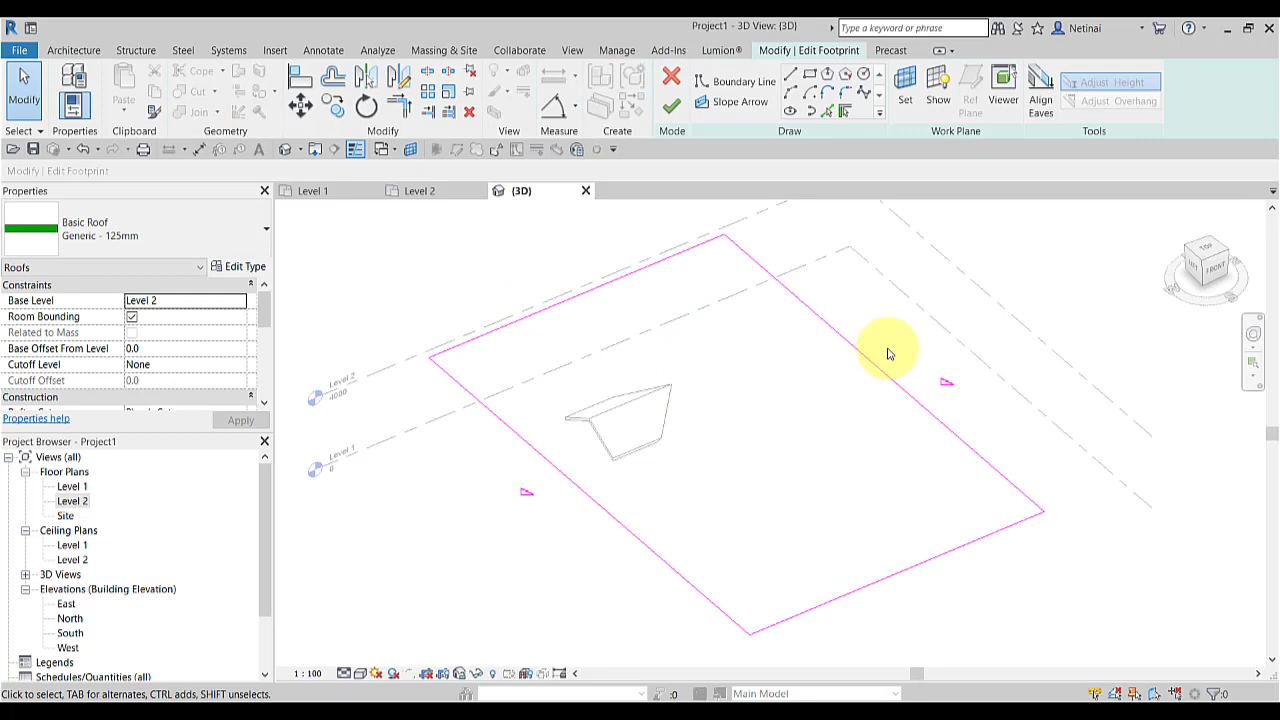 Project1 - 3D View: {3D}
Type a keyword or phrase
Netinai
File Architecture Structure Steel Systems Insert Annotate Analyze Massing & Site Collaborate View Manage Add-Ins Lumion® Modify | Edit Footprint Precast
Modify
Properties
Paste
Cope
Cut
Join
Boundary Line
Slope Arrow
Set
Show
Ref Plane
Viewer
Align Eaves
Adjust Height
Adjust Overhang
Select Properties Clipboard Geometry Modify View Measure Create Mode Draw Work Plane Tools
Modify | Edit Footprint
Properties
Level 1
Level 2
(3D)
Basic Roof
Generic - 125mm
Roofs
Edit Type
Constraints
Base Level Level 2
Room Bounding
Related to Mass
Base Offset From Level 0.0
Cutoff Level None
Cutoff Offset 0.0
Construction
Properties help
Apply
Project Browser - Project1
Views (all)
Floor Plans
Level 1
Level 2
Site
Ceiling Plans
Level 1
Level 2
3D Views
Elevations (Building Elevation)
East
North
South
West
Legends
Schedules/Quantities (all)
Level 2
4000
Level 1
0
TOP
FRONT
1 : 100
Click to select, TAB for alternates, CTRL adds, SHIFT unselects.
:0
Main Model
:0